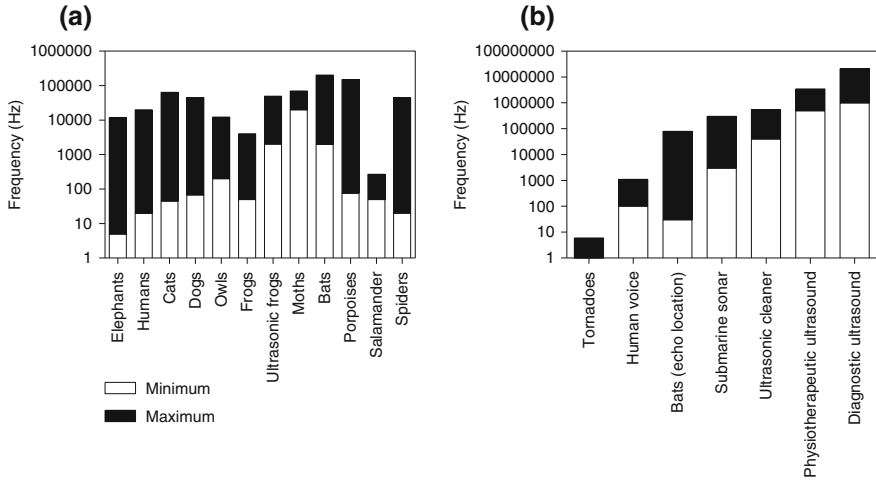 (a)
Frequency (Hz)
1000000
100000
10000
1000
100
10
1
Elephants
Humans
Cats
Dogs
Owls
Frogs
Ultrasonic frogs
Moths
Bats
Porpoises
Salamander
Spiders
Minimum
Maximum
(b)
Frequency (Hz)
100000000
10000000
1000000
100000
10000
1000
100
10
1
Tornadoes
Human voice
Bats (echo location)
Submarine sonar
Ultrasonic cleaner
Physiotherapeutic ultrasound
Diagnostic ultrasound